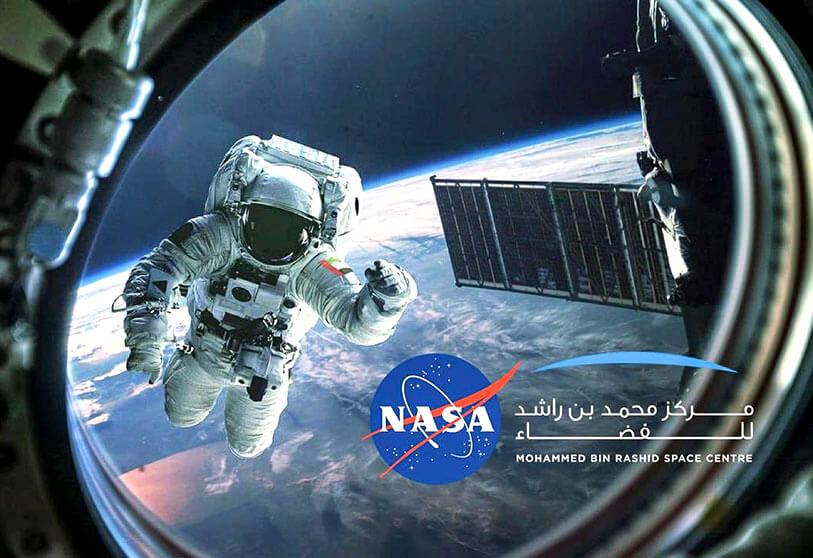 NASA
مركز محمد بن راشد
للفضاء
MOHAMMED BIN RASHID SPACE CENTRE